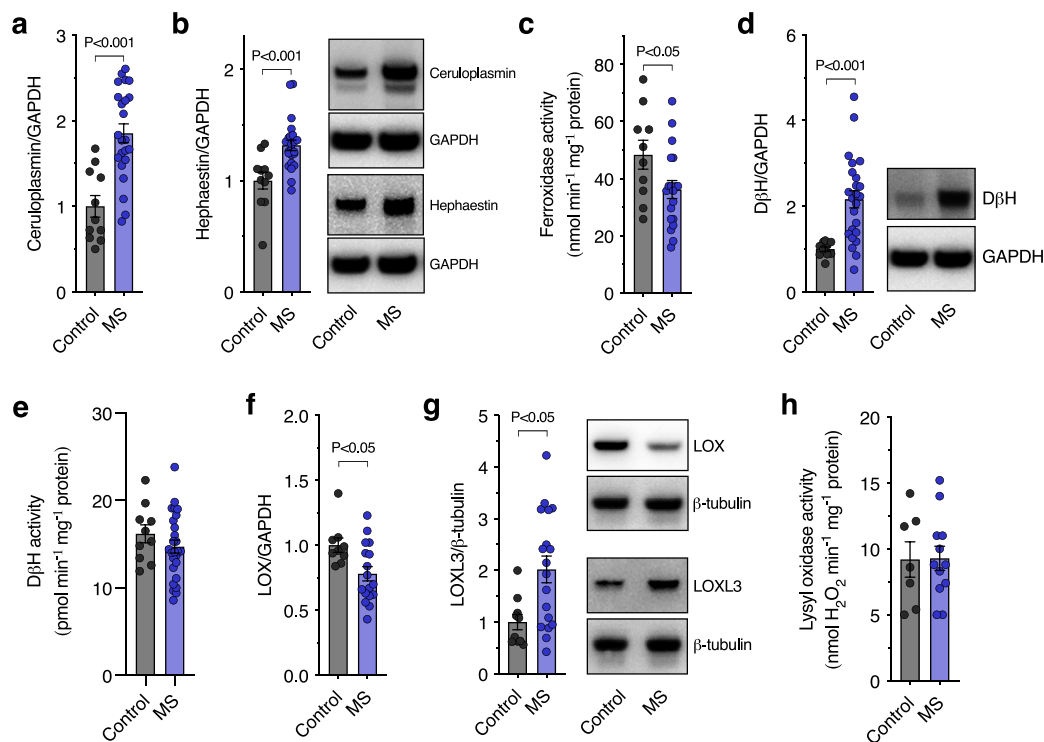 a
Ceruloplasmin/GAPDH
3
2
1
0
P<0.001
Control
MS
b
Hephaestin/GAPDH
2
1
0
P<0.001
Control
MS
Ceruloplasmin
GAPDH
Hephaestin
GAPDH
Control
MS
c
Ferroxidase activity
(nmol min⁻¹ mg⁻¹ protein)
100
80
60
40
20
0
P<0.05
Control
MS
d
DβH/GAPDH
6
4
2
0
P<0.001
Control
MS
DβH
GAPDH
Control
MS
e
DβH activity
(pmol min⁻¹ mg⁻¹ protein)
30
20
10
0
Control
MS
f
LOX/GAPDH
2.0
1.5
1.0
0.5
0.0
P<0.05
Control
MS
g
LOXL3/β-tubulin
5
4
3
2
1
0
P<0.05
Control
MS
LOX
β-tubulin
LOXL3
β-tubulin
Control
MS
h
Lysyl oxidase activity
(nmol H₂O₂ min⁻¹ mg⁻¹ protein)
20
15
10
5
0
Control
MS